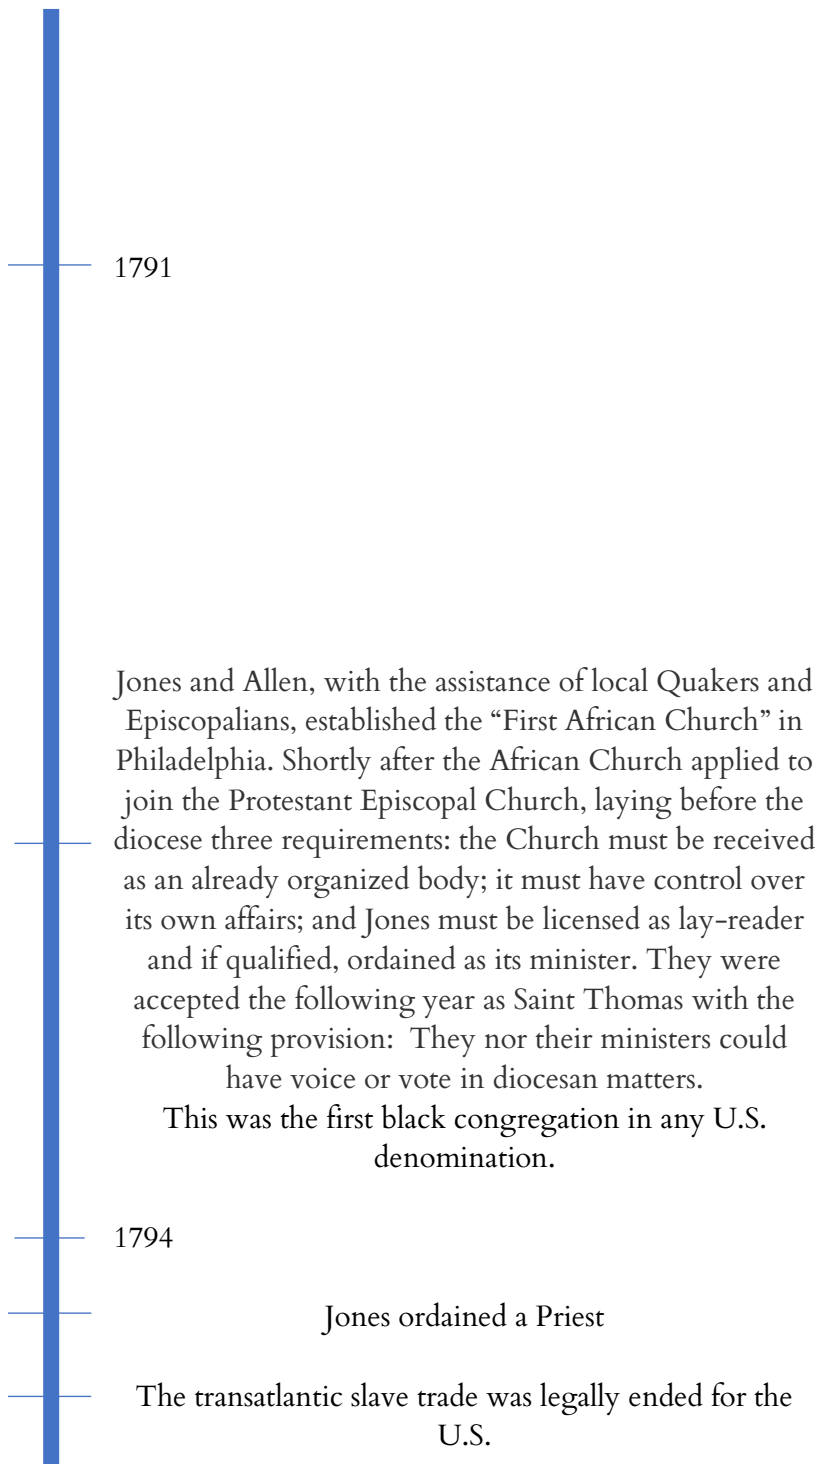 1791
Jones and Allen, with the assistance of local Quakers and
Episcopalians, established the “First African Church” in
Philadelphia. Shortly after the African Church applied to
join the Protestant Episcopal Church, laying before the
diocese three requirements: the Church must be received
as an already organized body; it must have control over
its own affairs; and Jones must be licensed as lay-reader
and if qualified, ordained as its minister. They were
accepted the following year as Saint Thomas with the
following provision:  They nor their ministers could
have voice or vote in diocesan matters.
This was the first black congregation in any U.S.
denomination.
1794
Jones ordained a Priest
The transatlantic slave trade was legally ended for the
U.S.